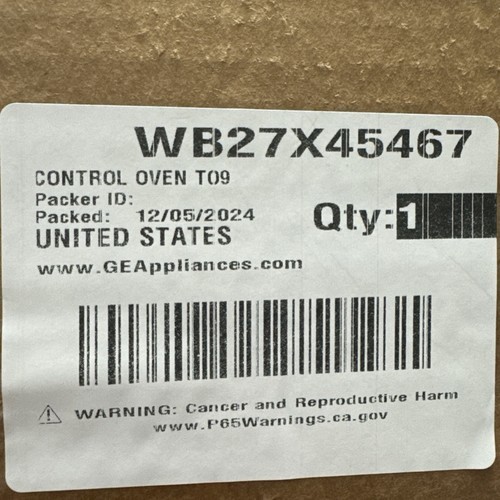 WB27X45467
CONTROL OVEN T09
Packer ID:
Packed: 12/05/2024
Qty:1
UNITED STATES
www.GEAppliances.com
WARNING: Cancer and Reproductive Harm
www.P65Warnings.ca.gov